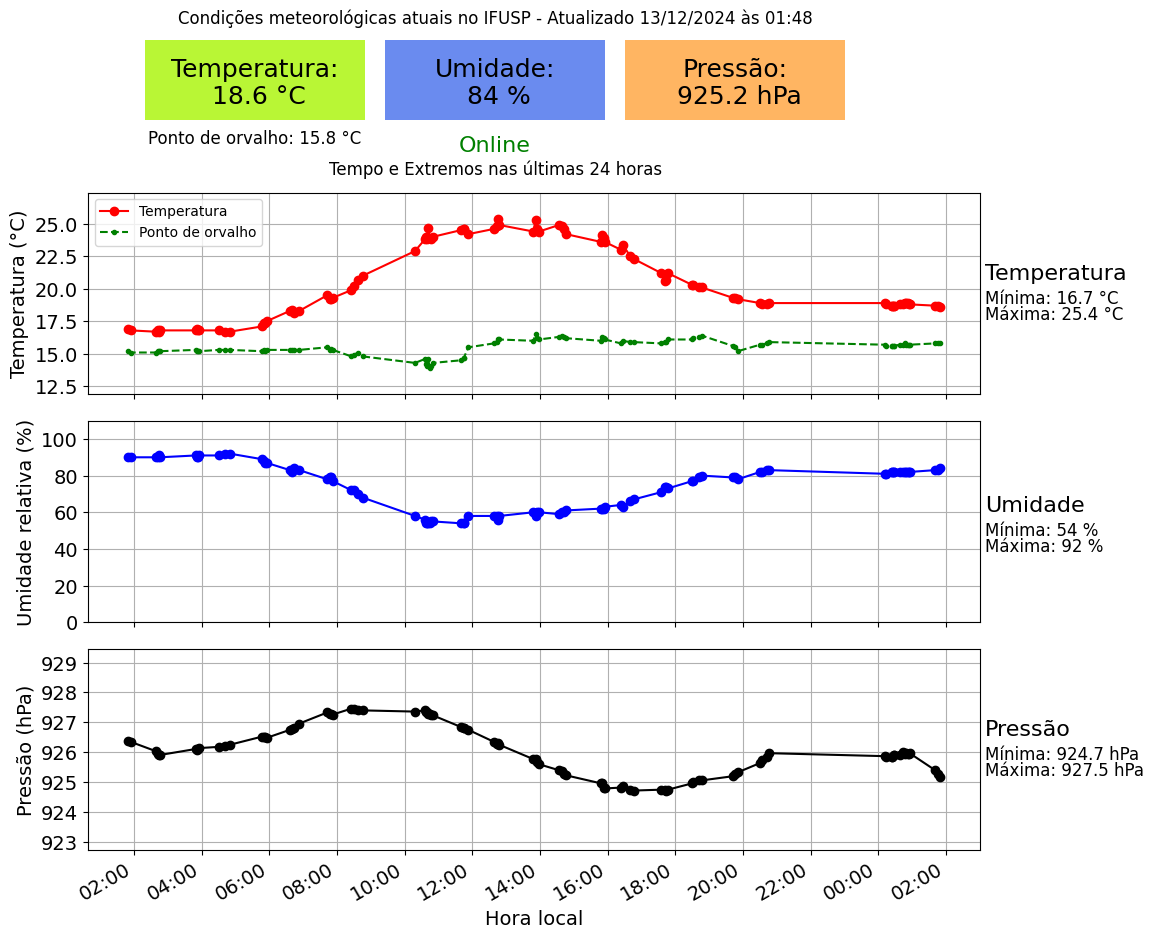 Condições meteorológicas atuais no IFUSP - Atualizado 13/12/2024 às 01:48
Temperatura:
18.6 °C
Umidade:
84 %
Pressão:
925.2 hPa
Ponto de orvalho: 15.8 °C
Online
Tempo e Extremos nas últimas 24 horas
Temperatura (°C)
25.0
22.5
20.0
17.5
15.0
12.5
Temperatura
Ponto de orvalho
Temperatura
Mínima: 16.7 °C
Máxima: 25.4 °C
Umidade relativa (%)
100
80
60
40
20
0
Umidade
Mínima: 54 %
Máxima: 92 %
Pressão (hPa)
929
928
927
926
925
924
923
Pressão
Mínima: 924.7 hPa
Máxima: 927.5 hPa
02:00 04:00 06:00 08:00 10:00 12:00 14:00 16:00 18:00 20:00 22:00 00:00 02:00
Hora local